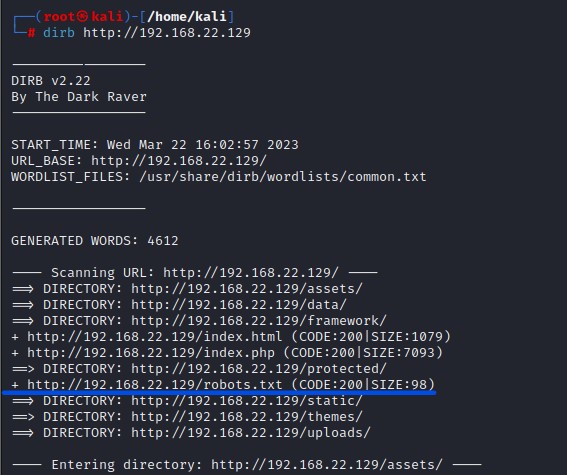 ┌──(root㉿kali)-[/home/kali]
└─# dirb http://192.168.22.129
-----------------
DIRB v2.22
By The Dark Raver
-----------------
START_TIME: Wed Mar 22 16:02:57 2023
URL_BASE: http://192.168.22.129/
WORDLIST_FILES: /usr/share/dirb/wordlists/common.txt
-----------------
GENERATED WORDS: 4612
---- Scanning URL: http://192.168.22.129/ ----
==> DIRECTORY: http://192.168.22.129/assets/
==> DIRECTORY: http://192.168.22.129/data/
==> DIRECTORY: http://192.168.22.129/framework/
+ http://192.168.22.129/index.html (CODE:200|SIZE:1079)
+ http://192.168.22.129/index.php (CODE:200|SIZE:7093)
==> DIRECTORY: http://192.168.22.129/protected/
+ http://192.168.22.129/robots.txt (CODE:200|SIZE:98)
==> DIRECTORY: http://192.168.22.129/static/
==> DIRECTORY: http://192.168.22.129/themes/
==> DIRECTORY: http://192.168.22.129/uploads/
---- Entering directory: http://192.168.22.129/assets/ ----